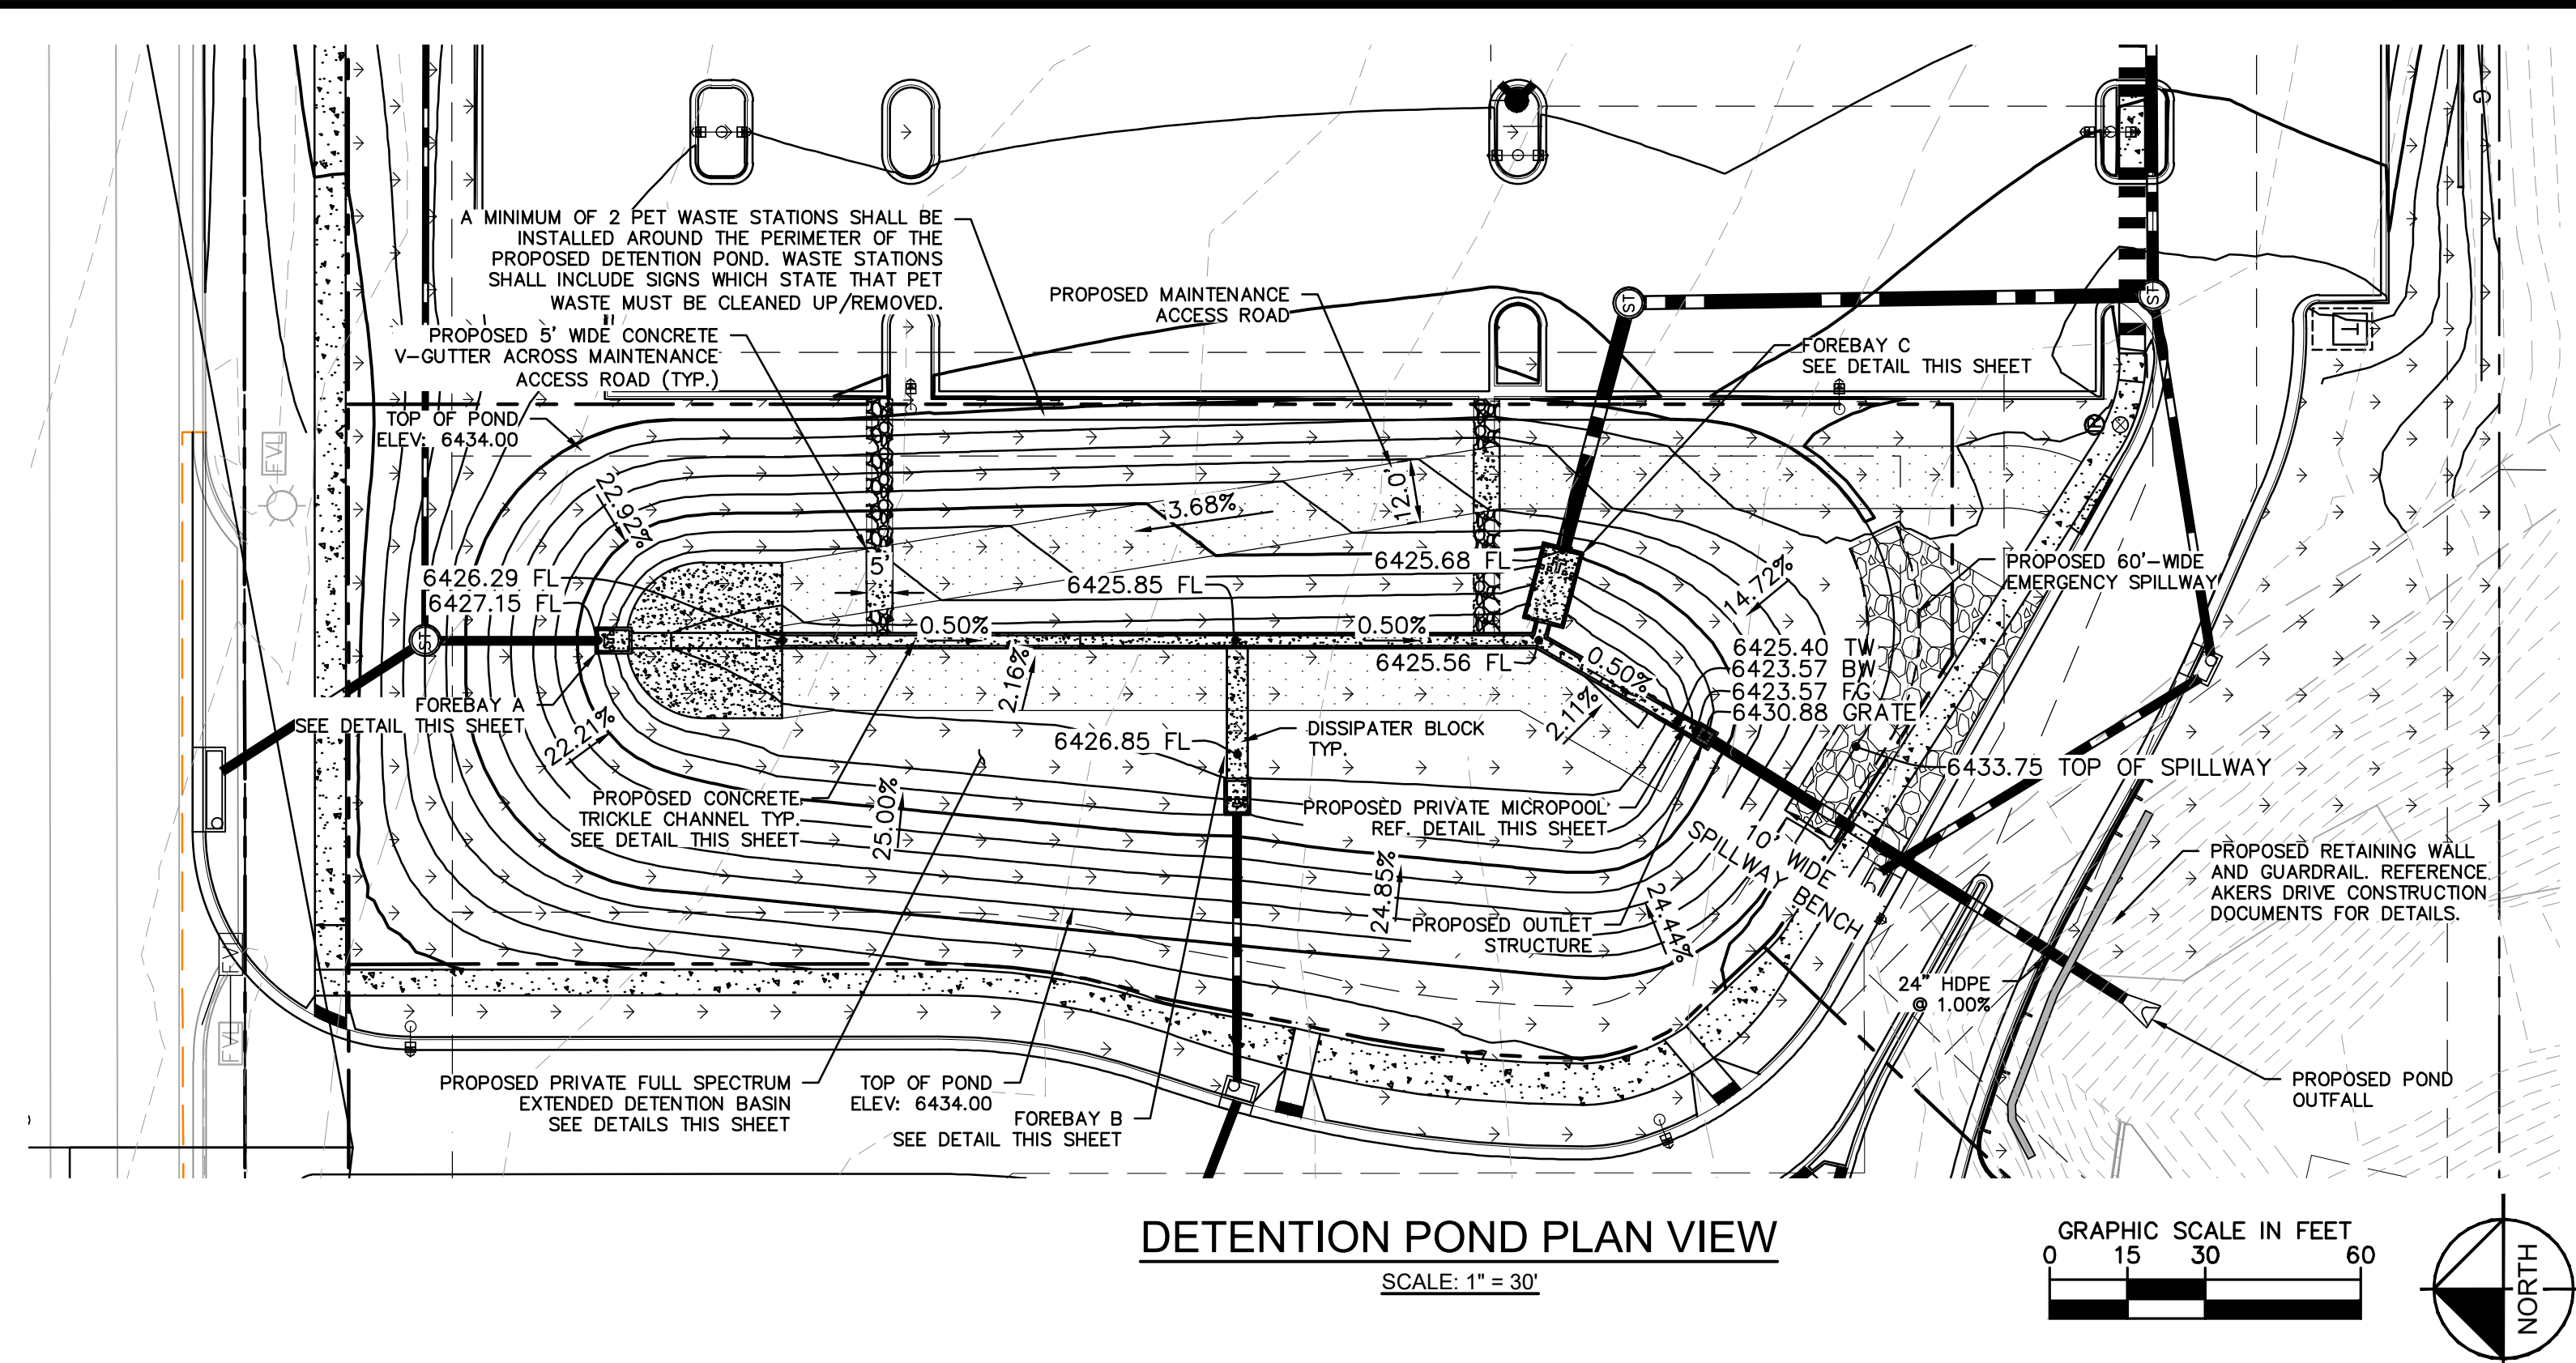 A MINIMUM OF 2 PET WASTE STATIONS SHALL BE
INSTALLED AROUND THE PERIMETER OF THE
PROPOSED DETENTION POND. WASTE STATIONS
SHALL INCLUDE SIGNS WHICH STATE THAT PET
WASTE MUST BE CLEANED UP/REMOVED.
G
PROPOSED MAINTENANCE
ACCESS ROAD
ST
ST
T
PROPOSED 5' WIDE CONCRETE
V-GUTTER ACROSS MAINTENANCE
ACCESS ROAD (TYP.)
FOREBAY C
SEE DETAIL THIS SHEET
TOP OF POND
ELEV: 6434.00
FVL
22.92%
3.68%
12.0'
5'
6426.29 FL
6427.15 FL
6425.85 FL
6425.68 FL
14.72%
PROPOSED 60'-WIDE
EMERGENCY SPILLWAY
ST
0.50%
0.50%
6425.56 FL
0.50%
2.16%
2.11%
6425.40 TW
6423.57 BW
6423.57 FG
6430.88 GRATE
FOREBAY A
SEE DETAIL THIS SHEET
22.21%
6426.85 FL
DISSIPATER BLOCK
TYP.
6433.75 TOP OF SPILLWAY
PROPOSED CONCRETE
TRICKLE CHANNEL TYP.
SEE DETAIL THIS SHEET
25.00%
PROPOSED PRIVATE MICROPOOL
REF. DETAIL THIS SHEET
10' WIDE
SPILLWAY BENCH
24.85%
24.44%
PROPOSED OUTLET
STRUCTURE
PROPOSED RETAINING WALL
AND GUARDRAIL. REFERENCE
AKERS DRIVE CONSTRUCTION
DOCUMENTS FOR DETAILS.
FVL
24" HDPE
@ 1.00%
FVL
PROPOSED PRIVATE FULL SPECTRUM
EXTENDED DETENTION BASIN
SEE DETAILS THIS SHEET
TOP OF POND
ELEV: 6434.00
FOREBAY B
SEE DETAIL THIS SHEET
PROPOSED POND
OUTFALL
DETENTION POND PLAN VIEW
SCALE: 1" = 30'
GRAPHIC SCALE IN FEET
0 15 30 60
NORTH